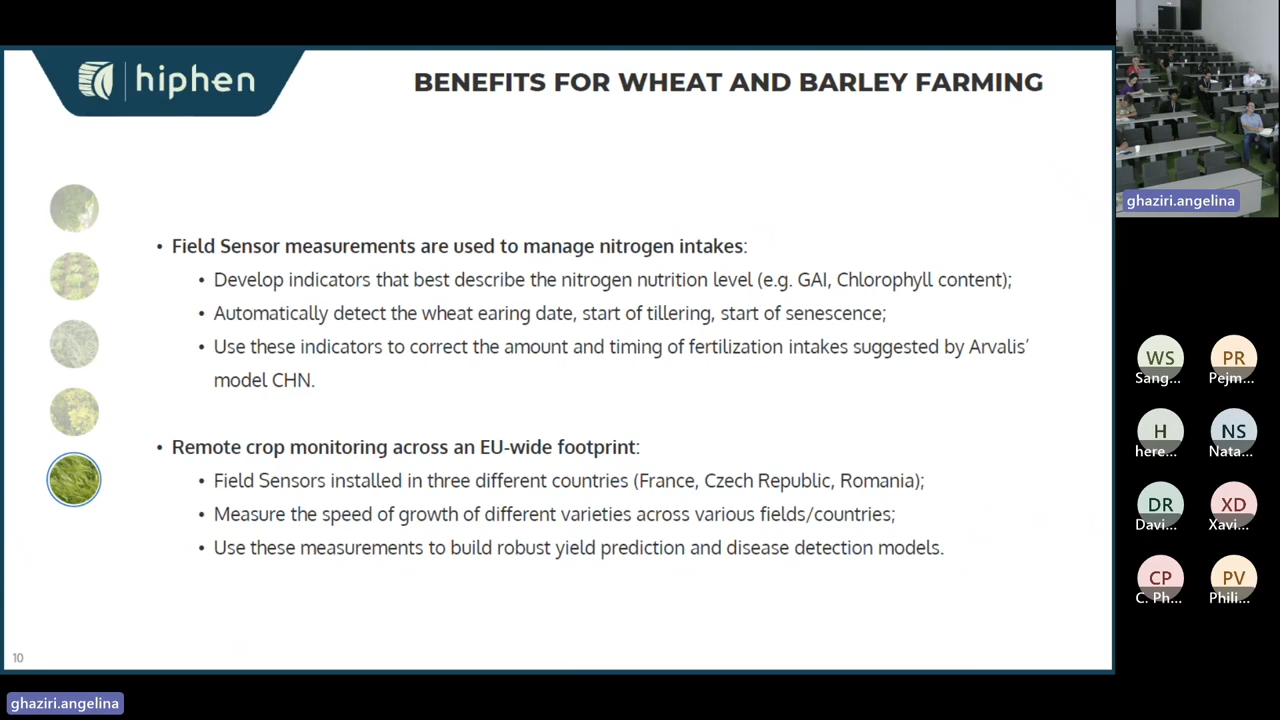 hiphen
BENEFITS FOR WHEAT AND BARLEY FARMING
ghaziri.angelina
• Field Sensor measurements are used to manage nitrogen intakes:
• Develop indicators that best describe the nitrogen nutrition level (e.g. GAI, Chlorophyll content);
• Automatically detect the wheat earing date, start of tillering, start of senescence;
• Use these indicators to correct the amount and timing of fertilization intakes suggested by Arvalis'
model CHN.
• Remote crop monitoring across an EU-wide footprint:
• Field Sensors installed in three different countries (France, Czech Republic, Romania);
• Measure the speed of growth of different varieties across various fields/countries;
• Use these measurements to build robust yield prediction and disease detection models.
10
WS PR
Sang... Pejm...
H NS
here... Nata...
DR XD
Davi... Xavi...
CP PV
C. Ph... Phili...
ghaziri.angelina